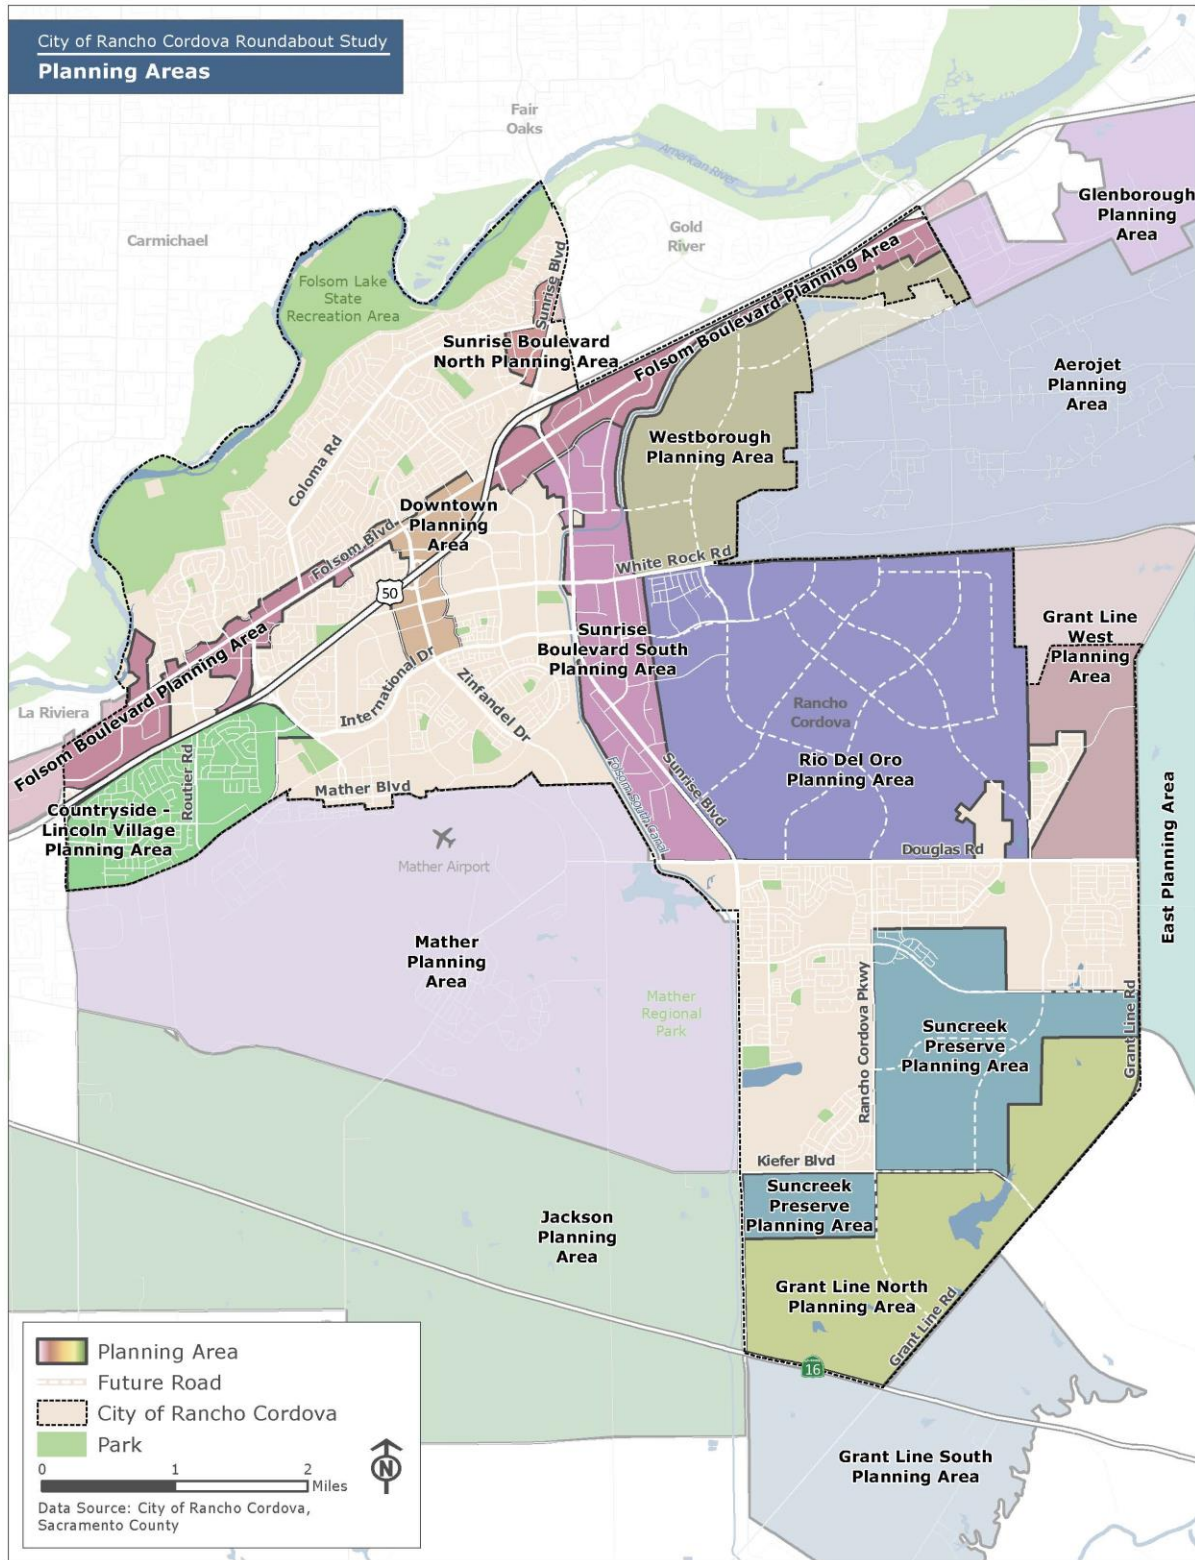 City of Rancho Cordova Roundabout Study
Planning Areas
Fair
Oaks
American River
Glenborough
Planning
Area
Carmichael
Gold
River
Sunrise Blvd
Folsom Boulevard Planning Area
Folsom Lake
State
Recreation Area
Sunrise Boulevard
North Planning Area
Aerojet
Planning
Area
Coloma Rd
Westborough
Planning Area
Downtown
Planning
Area
Folsom Blvd
White Rock Rd
50
Grant Line
West
Planning
Area
Sunrise
Boulevard South
Planning Area
Folsom Boulevard Planning Area
International Dr
Zinfandel Dr
La Riviera
Rancho
Cordova
Rio Del Oro
Planning Area
Routier Rd
Mather Blvd
Folsom South Canal
Sunrise Blvd
Countryside -
Lincoln Village
Planning Area
Mather Airport
Douglas Rd
East Planning Area
Mather
Planning
Area
Mather
Regional
Park
Rancho Cordova Pkwy
Suncreek
Preserve
Planning Area
Grant Line Rd
Kiefer Blvd
Suncreek
Preserve
Planning Area
Jackson
Planning
Area
Grant Line North
Planning Area
Grant Line Rd
16
Grant Line South
Planning Area
Planning Area
Future Road
City of Rancho Cordova
Park
0 1 2
Miles
N
Data Source: City of Rancho Cordova,
Sacramento County